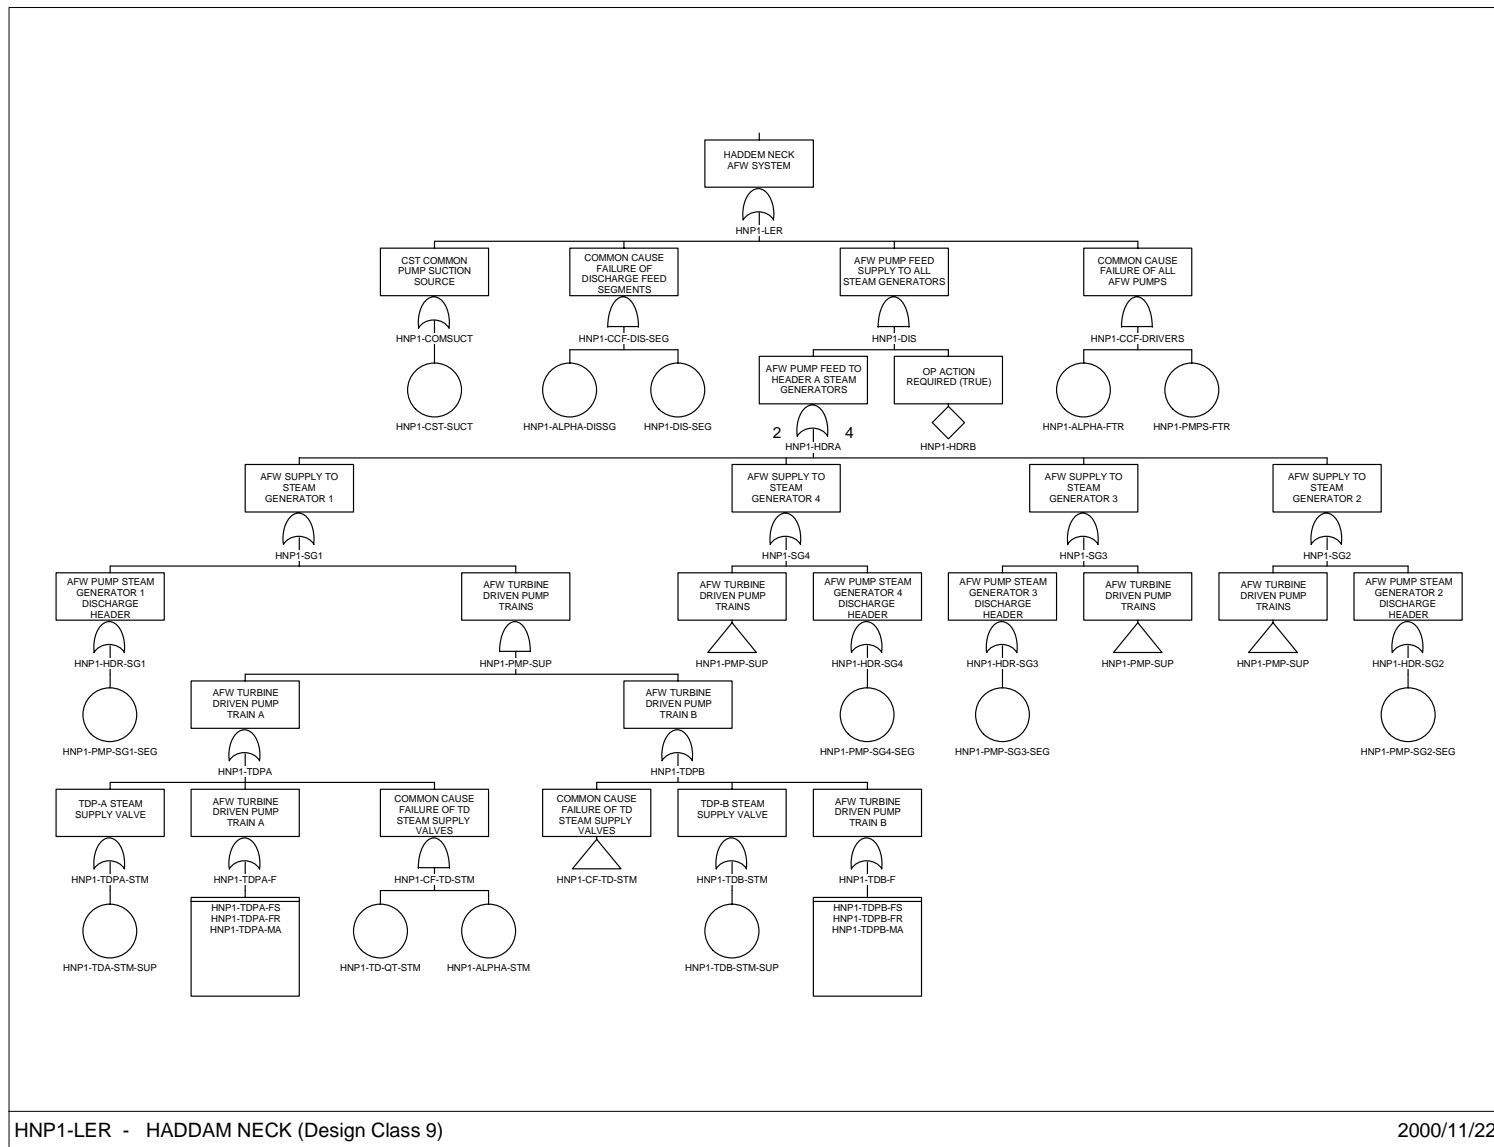 HADDEM NECK
AFW SYSTEM
HNP1-LER
CST COMMON
PUMP SUCTION
SOURCE
HNP1-COMSUCT
COMMON CAUSE
FAILURE OF
DISCHARGE FEED
SEGMENTS
HNP1-CCF-DIS-SEG
AFW PUMP FEED
SUPPLY TO ALL
STEAM GENERATORS
HNP1-DIS
COMMON CAUSE
FAILURE OF ALL
AFW PUMPS
HNP1-CCF-DRIVERS
HNP1-CST-SUCT
HNP1-ALPHA-DISSG
HNP1-DIS-SEG
AFW PUMP FEED TO
HEADER A STEAM
GENERATORS
2 4
HNP1-HDRA
OP ACTION
REQUIRED (TRUE)
HNP1-HDRB
HNP1-ALPHA-FTR
HNP1-PMPS-FTR
AFW SUPPLY TO
STEAM
GENERATOR 1
HNP1-SG1
AFW SUPPLY TO
STEAM
GENERATOR 4
HNP1-SG4
AFW SUPPLY TO
STEAM
GENERATOR 3
HNP1-SG3
AFW SUPPLY TO
STEAM
GENERATOR 2
HNP1-SG2
AFW PUMP STEAM
GENERATOR 1
DISCHARGE
HEADER
HNP1-HDR-SG1
AFW TURBINE
DRIVEN PUMP
TRAINS
HNP1-PMP-SUP
AFW TURBINE
DRIVEN PUMP
TRAINS
HNP1-PMP-SUP
AFW PUMP STEAM
GENERATOR 4
DISCHARGE
HEADER
HNP1-HDR-SG4
AFW PUMP STEAM
GENERATOR 3
DISCHARGE
HEADER
HNP1-HDR-SG3
AFW TURBINE
DRIVEN PUMP
TRAINS
HNP1-PMP-SUP
AFW TURBINE
DRIVEN PUMP
TRAINS
HNP1-PMP-SUP
AFW PUMP STEAM
GENERATOR 2
DISCHARGE
HEADER
HNP1-HDR-SG2
HNP1-PMP-SG1-SEG
AFW TURBINE
DRIVEN PUMP
TRAIN A
HNP1-TDPA
AFW TURBINE
DRIVEN PUMP
TRAIN B
HNP1-TDPB
HNP1-PMP-SG4-SEG
HNP1-PMP-SG3-SEG
HNP1-PMP-SG2-SEG
TDP-A STEAM
SUPPLY VALVE
HNP1-TDPA-STM
AFW TURBINE
DRIVEN PUMP
TRAIN A
HNP1-TDPA-F
COMMON CAUSE
FAILURE OF TD
STEAM SUPPLY
VALVES
HNP1-CF-TD-STM
COMMON CAUSE
FAILURE OF TD
STEAM SUPPLY
VALVES
HNP1-CF-TD-STM
TDP-B STEAM
SUPPLY VALVE
HNP1-TDB-STM
AFW TURBINE
DRIVEN PUMP
TRAIN B
HNP1-TDB-F
HNP1-TDA-STM-SUP
HNP1-TDPA-FS
HNP1-TDPA-FR
HNP1-TDPA-MA
HNP1-TD-QT-STM
HNP1-ALPHA-STM
HNP1-TDB-STM-SUP
HNP1-TDPB-FS
HNP1-TDPB-FR
HNP1-TDPB-MA
HNP1-LER - HADDAM NECK (Design Class 9)
2000/11/22